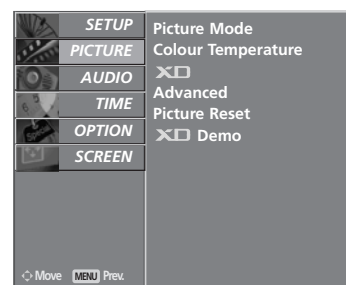 SETUP
PICTURE
AUDIO
TIME
OPTION
SCREEN
Picture Mode
Colour Temperature
XD
Advanced
Picture Reset
XD Demo
Move MENU Prev.